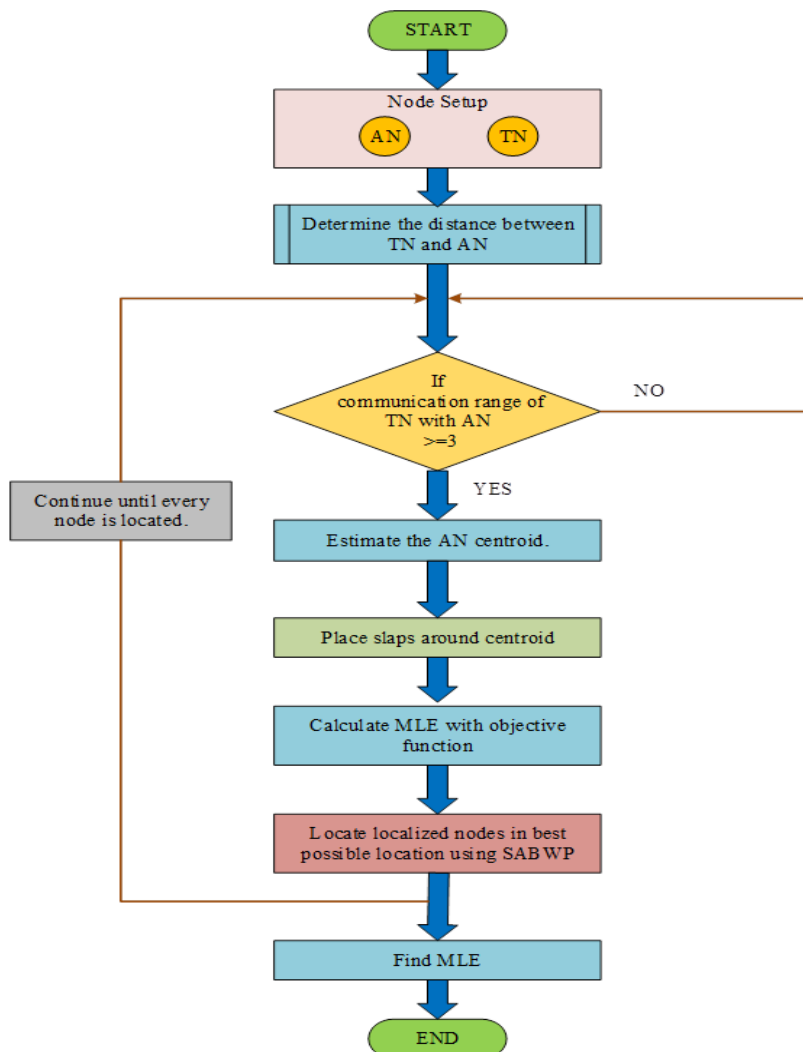 START
Node Setup
AN
TN
Determine the distance between
TN and AN
If
communication range of
TN with AN
>=3
NO
YES
Continue until every
node is located.
Estimate the AN centroid.
Place slaps around centroid
Calculate MLE with objective
function
Locate localized nodes in best
possible location using SABWP
Find MLE
END